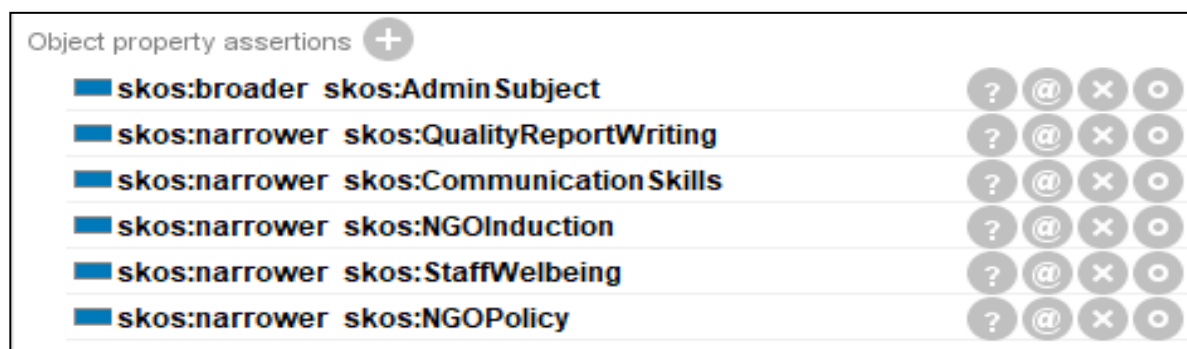 Object property assertions +
skos:broader skos:AdminSubject ? @ × o
skos:narrower skos:QualityReportWriting ? @ × o
skos:narrower skos:CommunicationSkills ? @ × o
skos:narrower skos:NGOInduction ? @ × o
skos:narrower skos:StaffWelbeing ? @ × o
skos:narrower skos:NGOPolicy ? @ × o